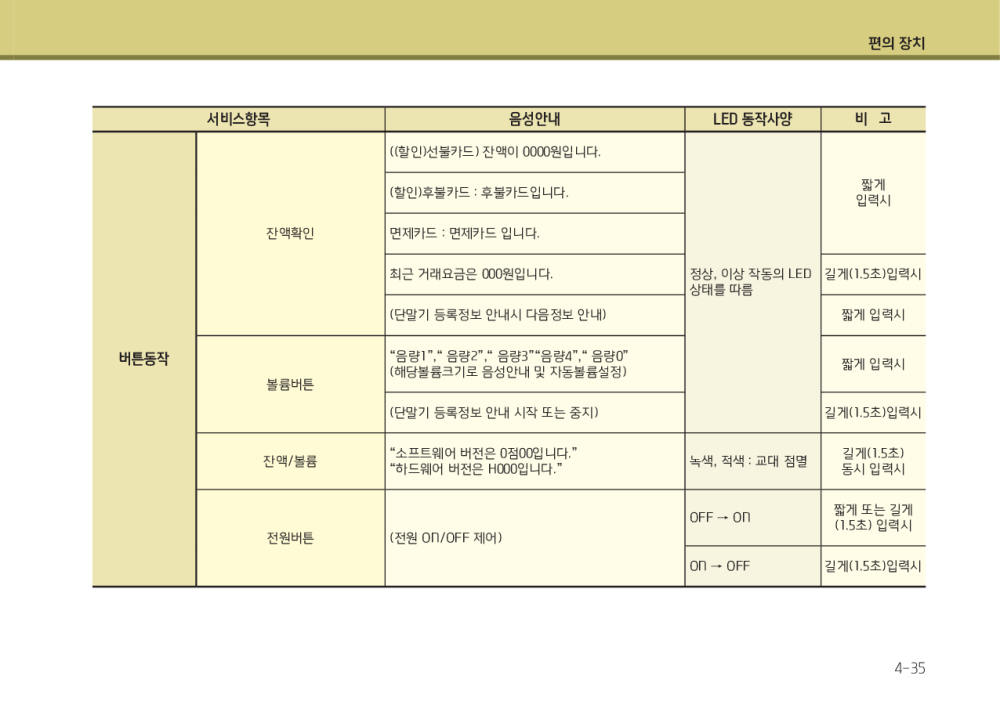 편의 장치
서비스항목 음성안내 LED 동작사양 비 고
버튼동작
잔액확인
((할인)선불카드) 잔액이 0000원입니다.
(할인)후불카드 : 후불카드입니다.
면제카드 : 면제카드 입니다.
짧게
입력시
최근 거래요금은 000원입니다.
정상, 이상 작동의 LED
상태를 따름
길게(1.5초)입력시
(단말기 등록정보 안내시 다음정보 안내)
짧게 입력시
볼륨버튼
“음량1”,“ 음량2”,“ 음량3”“음량4”,“ 음량0”
(해당볼륨크기로 음성안내 및 자동볼륨설정)
짧게 입력시
(단말기 등록정보 안내 시작 또는 중지)
길게(1.5초)입력시
잔액/볼륨
“소프트웨어 버전은 0점00입니다.”
“하드웨어 버전은 H000입니다.”
녹색, 적색 : 교대 점멸
길게(1.5초)
동시 입력시
전원버튼
(전원 ON/OFF 제어)
OFF → ON
짧게 또는 길게
(1.5초) 입력시
ON → OFF
길게(1.5초)입력시
4-35